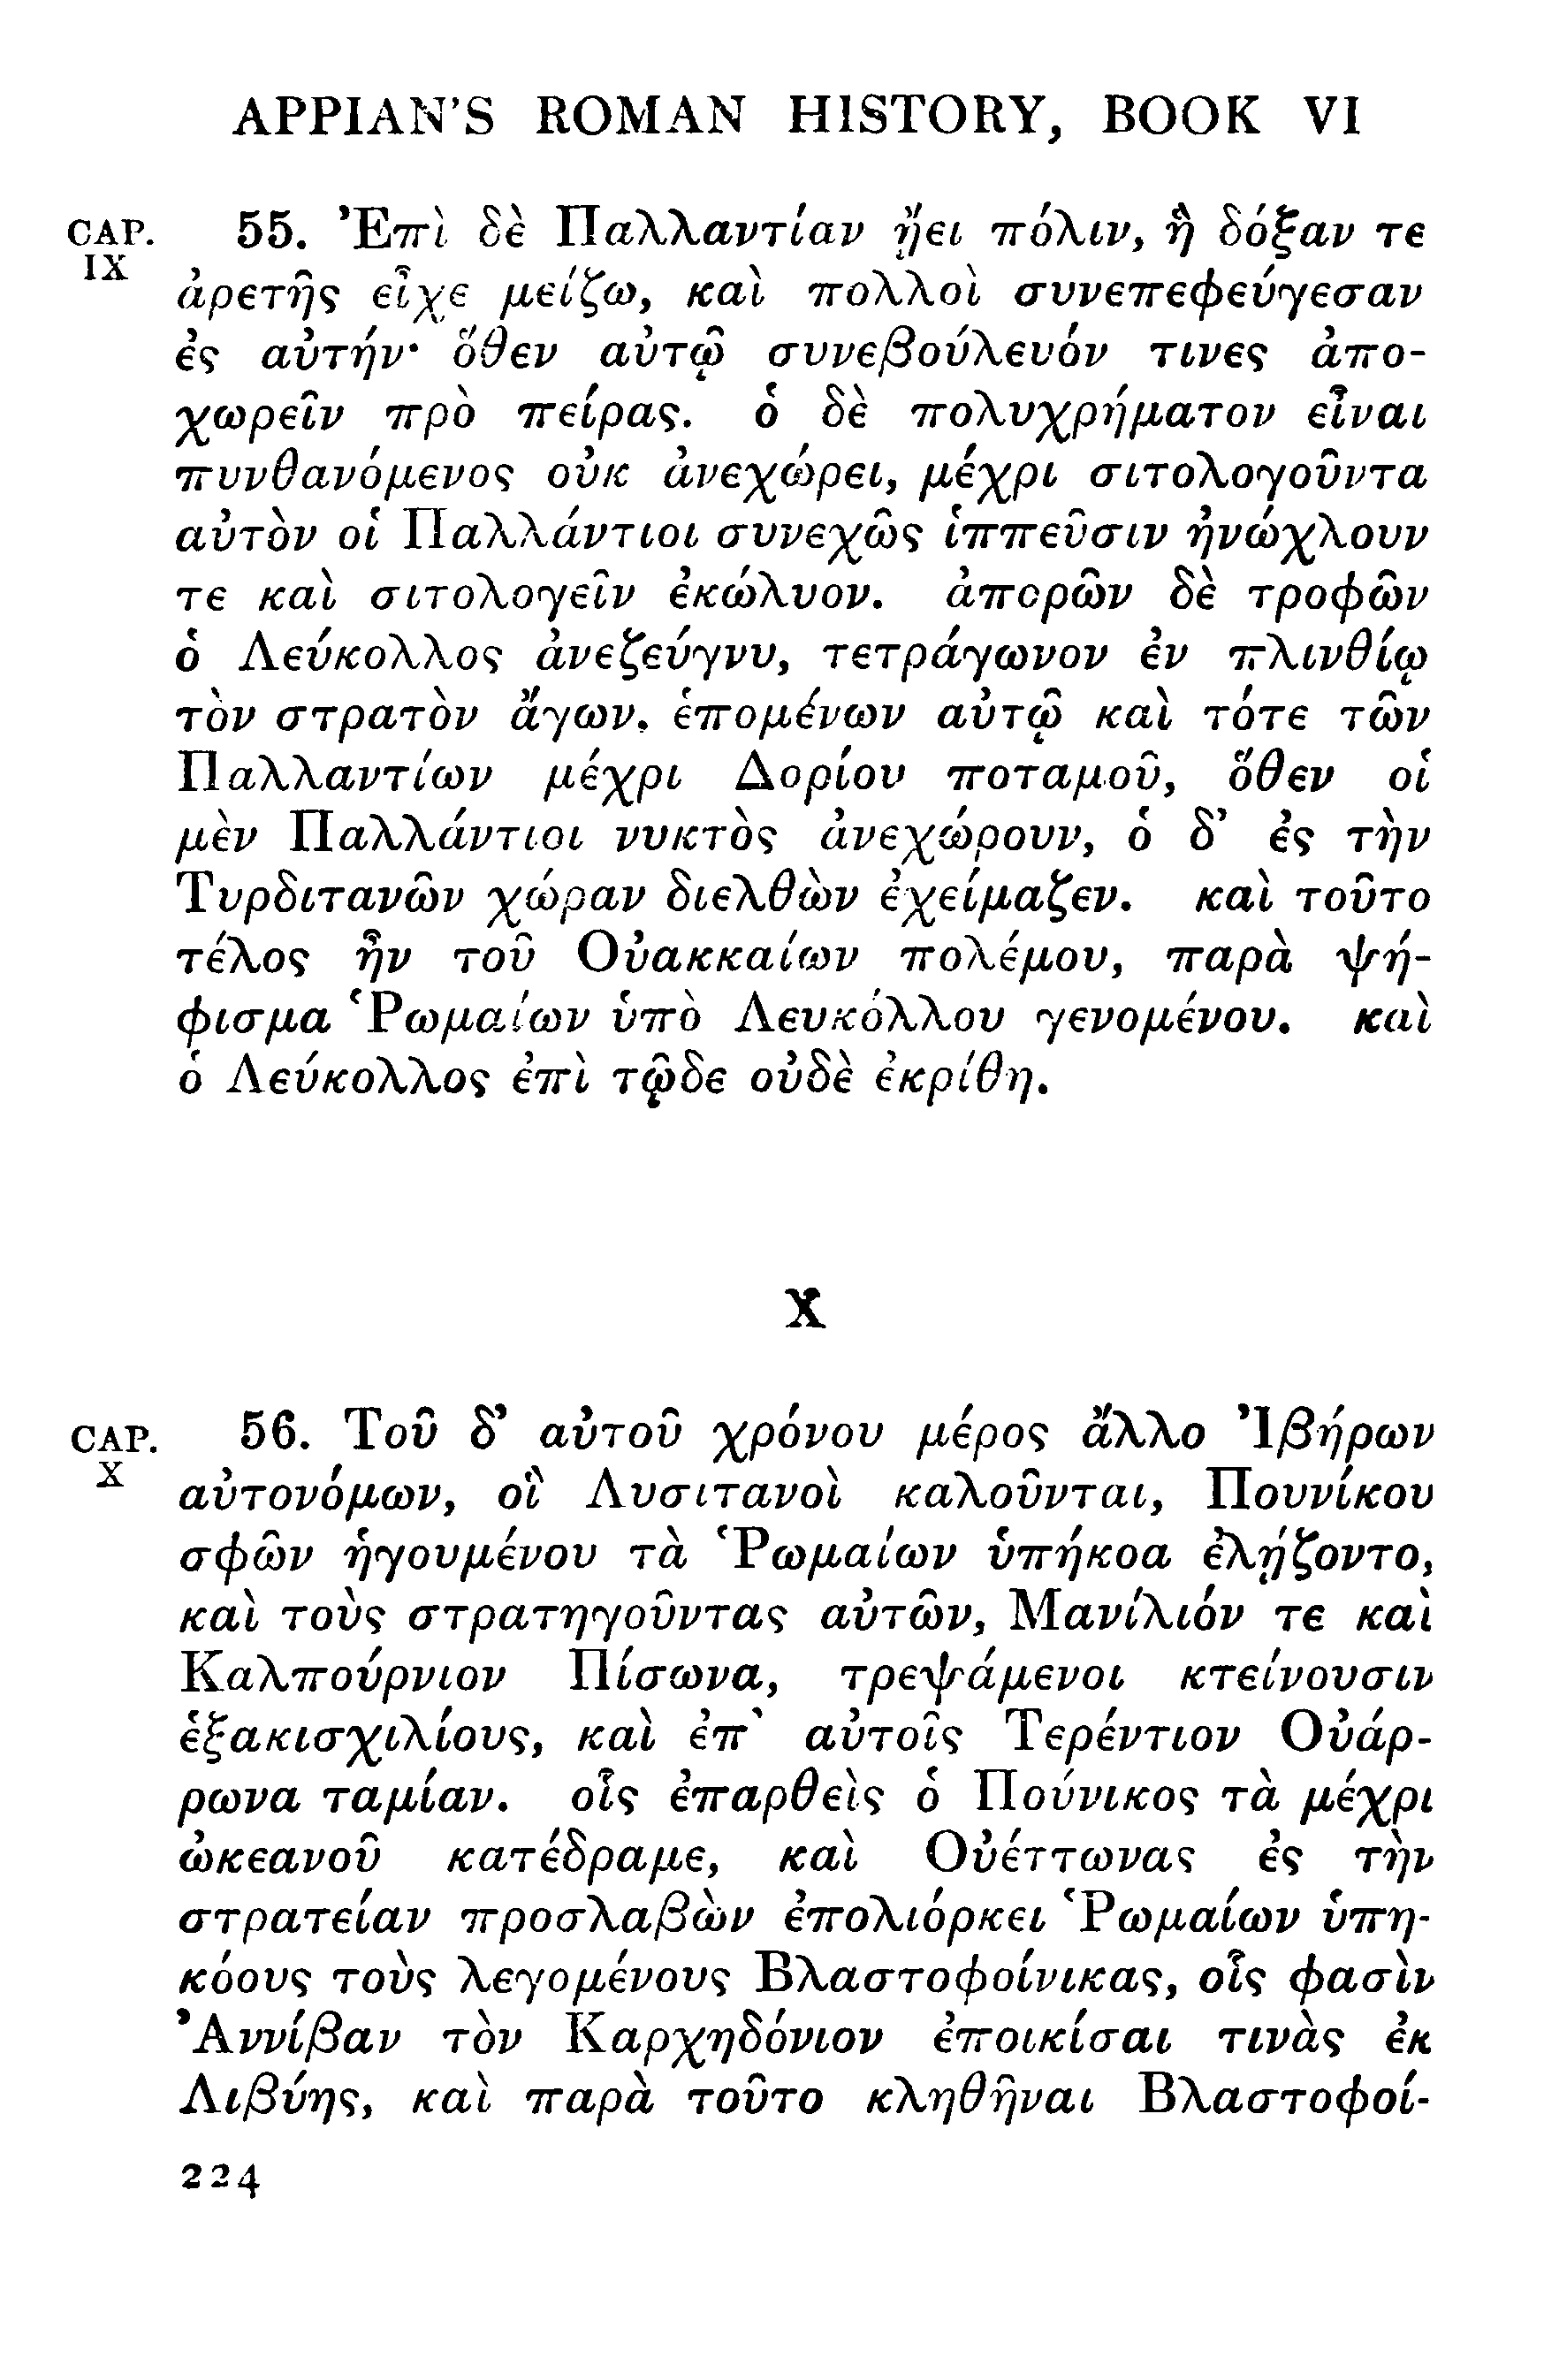 APPIAN'S ROMAN HISTORY, BOOK VI
CAP. IX 55. Ἐπὶ δὲ Παλλαντίαν ᾔει πόλιν, ἣ δόξαν τε
ἀρετῆς εἶχε μείζω, καὶ πολλοὶ συνεπεφεύγεσαν
ἐς αὐτήν· ὅθεν αὐτῷ συνεβούλευόν τινες ἀπο-
χωρεῖν πρὸ πείρας. ὁ δὲ πολυχρήματον εἶναι
πυνθανόμενος οὐκ ἀνεχώρει, μέχρι σιτολογοῦντα
αὐτὸν οἱ Παλλάντιοι συνεχῶς ἱππεῦσιν ἠνώχλουν
τε καὶ σιτολογεῖν ἐκώλυον. ἀπορῶν δὲ τροφῶν
ὁ Λεύκολλος ἀνεζεύγνυ, τετράγωνον ἐν πλινθίῳ
τὸν στρατὸν ἄγων, ἑπομένων αὐτῷ καὶ τότε τῶν
Παλλαντίων μέχρι Δορίου ποταμοῦ, ὅθεν οἱ
μὲν Παλλάντιοι νυκτὸς ἀνεχώρουν, ὁ δ' ἐς τὴν
Τυρδιτανῶν χώραν διελθὼν ἐχείμαζεν. καὶ τοῦτο
τέλος ἦν τοῦ Οὐακκαίων πολέμου, παρὰ ψή-
φισμα Ῥωμαίων ὑπὸ Λευκόλλου γενομένου. καὶ
ὁ Λεύκολλος ἐπὶ τῷδε οὐδὲ ἐκρίθη.
X
CAP. X 56. Τοῦ δ' αὐτοῦ χρόνου μέρος ἄλλο Ἰβήρων
αὐτονόμων, οἳ Λυσιτανοὶ καλοῦνται, Πουνίκου
σφῶν ἡγουμένου τὰ Ῥωμαίων ὑπήκοα ἐλῄζοντο,
καὶ τοὺς στρατηγοῦντας αὐτῶν, Μανίλιόν τε καὶ
Καλπούρνιον Πίσωνα, τρεψάμενοι κτείνουσιν
ἑξακισχιλίους, καὶ ἐπ' αὐτοῖς Τερέντιον Οὐάρ-
ρωνα ταμίαν. οἷς ἐπαρθεὶς ὁ Πούνικος τὰ μέχρι
ὠκεανοῦ κατέδραμε, καὶ Οὐέττωνας ἐς τὴν
στρατείαν προσλαβὼν ἐπολιόρκει Ῥωμαίων ὑπη-
κόους τοὺς λεγομένους Βλαστοφοίνικας, οἷς φασὶν
Ἀννίβαν τὸν Καρχηδόνιον ἐποικίσαι τινὰς ἐκ
Λιβύης, καὶ παρὰ τοῦτο κληθῆναι Βλαστοφοί-
224